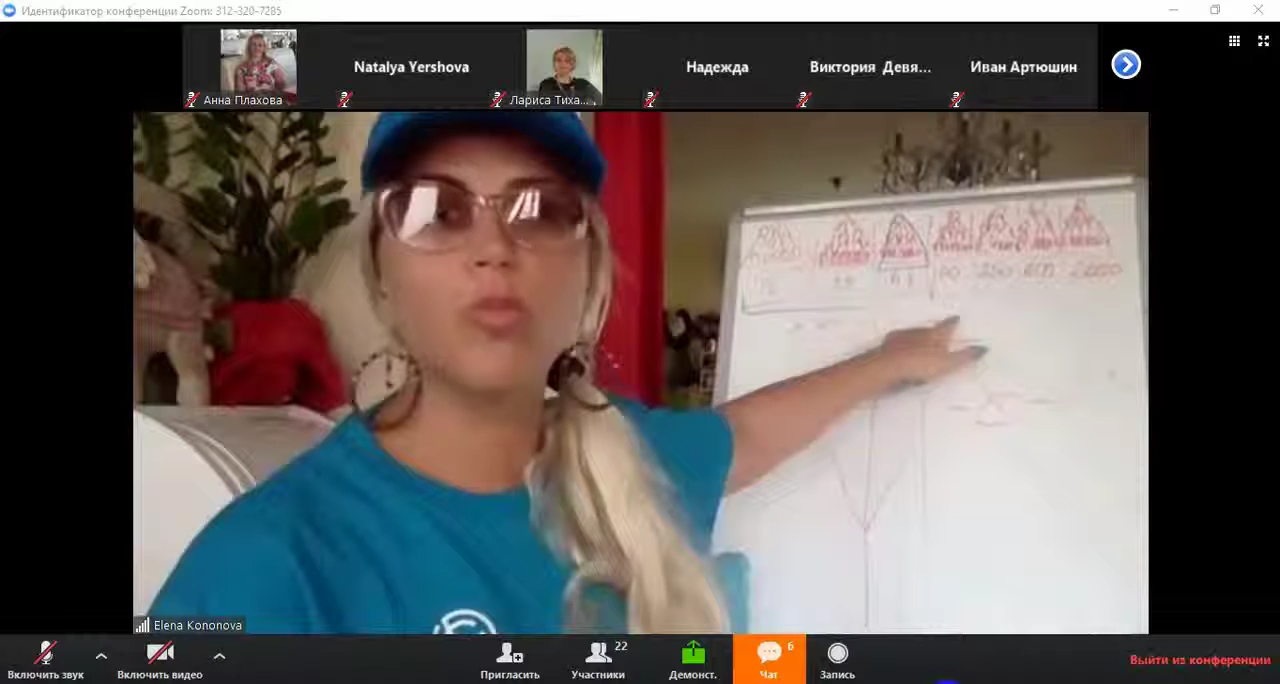 Идентификатор конференции Zoom: 312-320-7285
Анна Плахова
Natalya Yershova
Лариса Тиха...
Надежда
Виктория Девя...
Иван Артюшин
Elena Kononova
Включить звук
Включить видео
Пригласить
22
Участники
Демонст.
6
Чат
Запись
Выйти из конференции